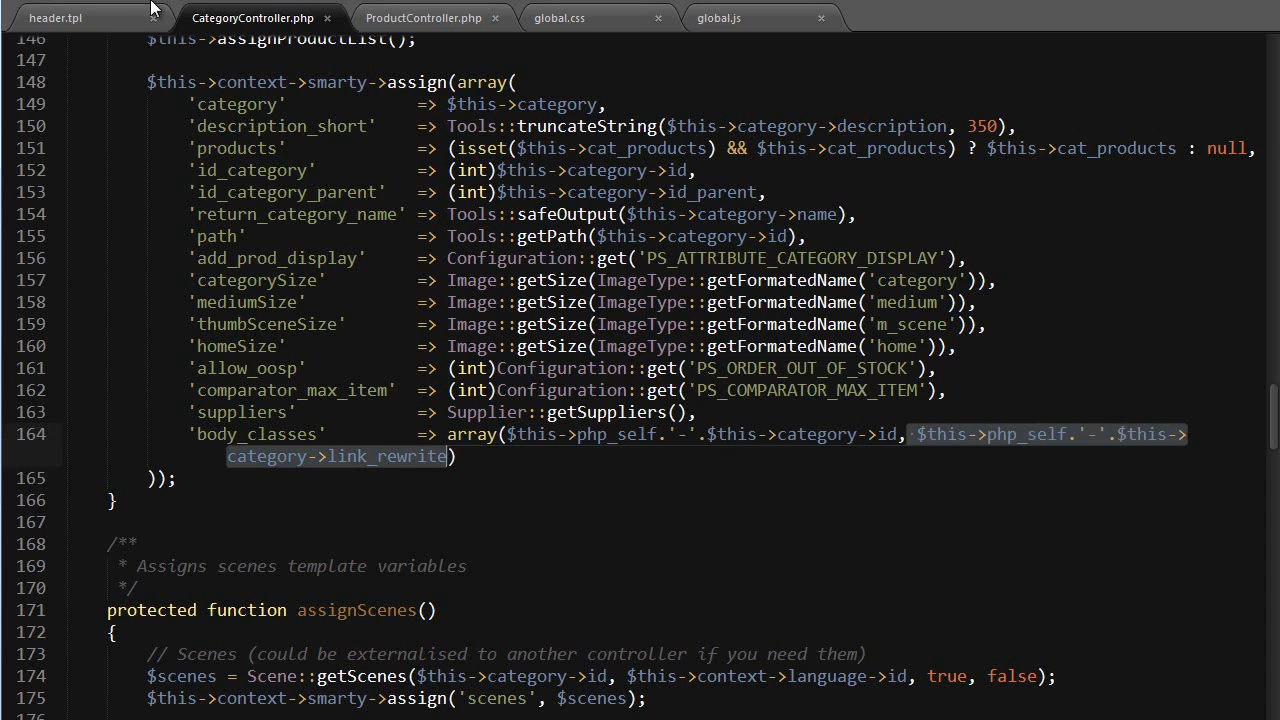 header.tpl × CategoryController.php × ProductController.php × global.css × global.js ×
146 $this->assignProductList();
147
148 $this->context->smarty->assign(array(
149 'category' => $this->category,
150 'description_short' => Tools::truncateString($this->category->description, 350),
151 'products' => (isset($this->cat_products) && $this->cat_products) ? $this->cat_products : null,
152 'id_category' => (int)$this->category->id,
153 'id_category_parent' => (int)$this->category->id_parent,
154 'return_category_name' => Tools::safeOutput($this->category->name),
155 'path' => Tools::getPath($this->category->id),
156 'add_prod_display' => Configuration::get('PS_ATTRIBUTE_CATEGORY_DISPLAY'),
157 'categorySize' => Image::getSize(ImageType::getFormatedName('category')),
158 'mediumSize' => Image::getSize(ImageType::getFormatedName('medium')),
159 'thumbSceneSize' => Image::getSize(ImageType::getFormatedName('m_scene')),
160 'homeSize' => Image::getSize(ImageType::getFormatedName('home')),
161 'allow_oosp' => (int)Configuration::get('PS_ORDER_OUT_OF_STOCK'),
162 'comparator_max_item' => (int)Configuration::get('PS_COMPARATOR_MAX_ITEM'),
163 'suppliers' => Supplier::getSuppliers(),
164 'body_classes' => array($this->php_self.'-'.$this->category->id, $this->php_self.'-'.$this->
category->link_rewrite)
165 ));
166 }
167
168 /**
169 * Assigns scenes template variables
170 */
171 protected function assignScenes()
172 {
173 // Scenes (could be externalised to another controller if you need them)
174 $scenes = Scene::getScenes($this->category->id, $this->context->language->id, true, false);
175 $this->context->smarty->assign('scenes', $scenes);
176